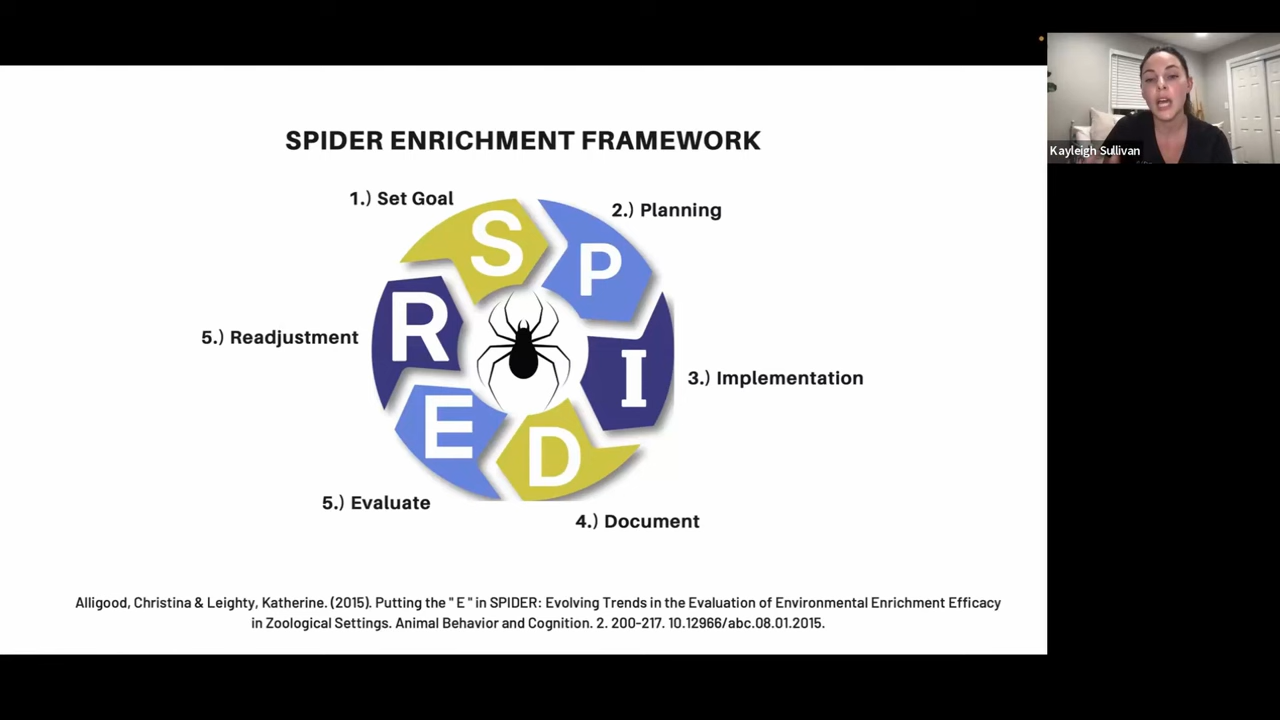 SPIDER ENRICHMENT FRAMEWORK
1.) Set Goal
2.) Planning
3.) Implementation
4.) Document
5.) Evaluate
5.) Readjustment
S
P
I
D
E
R
Alligood, Christina & Leighty, Katherine. (2015). Putting the " E " in SPIDER: Evolving Trends in the Evaluation of Environmental Enrichment Efficacy
in Zoological Settings. Animal Behavior and Cognition. 2. 200-217. 10.12966/abc.08.01.2015.
Kayleigh Sullivan